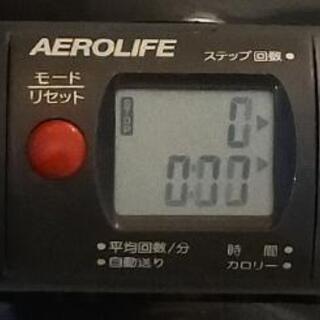 AEROLIFE
ステップ回数
モード
リセット
STOP
0
0:00
平均回数/分
時間
自動送り
カロリー